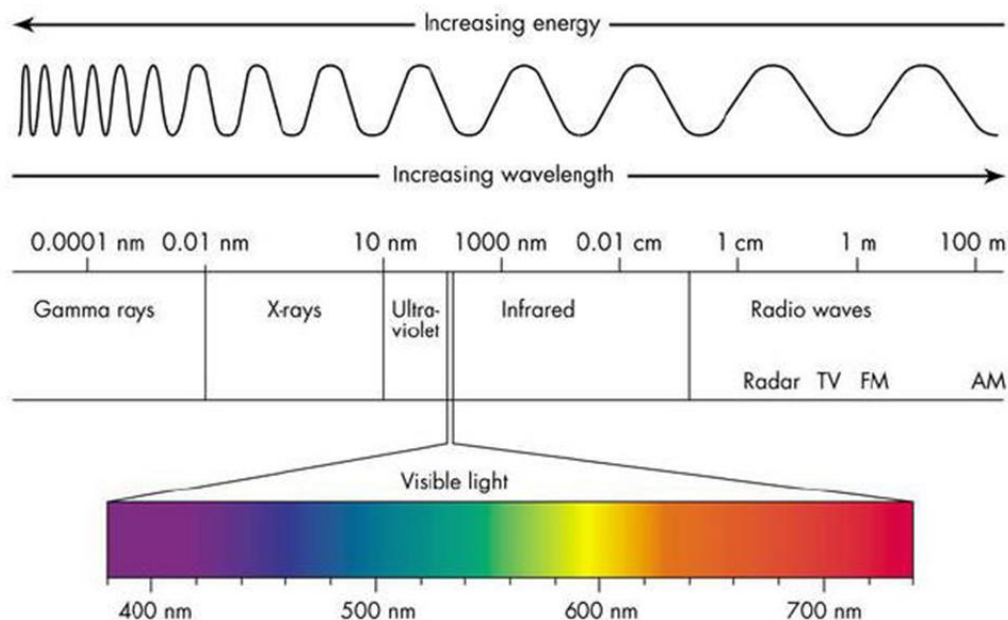 Increasing energy
Increasing wavelength
0.0001 nm 0.01 nm 10 nm 1000 nm 0.01 cm 1 cm 1 m 100 m
Gamma rays X-rays Ultra- Infrared Radio waves
violet
Radar TV FM AM
Visible light
400 nm 500 nm 600 nm 700 nm